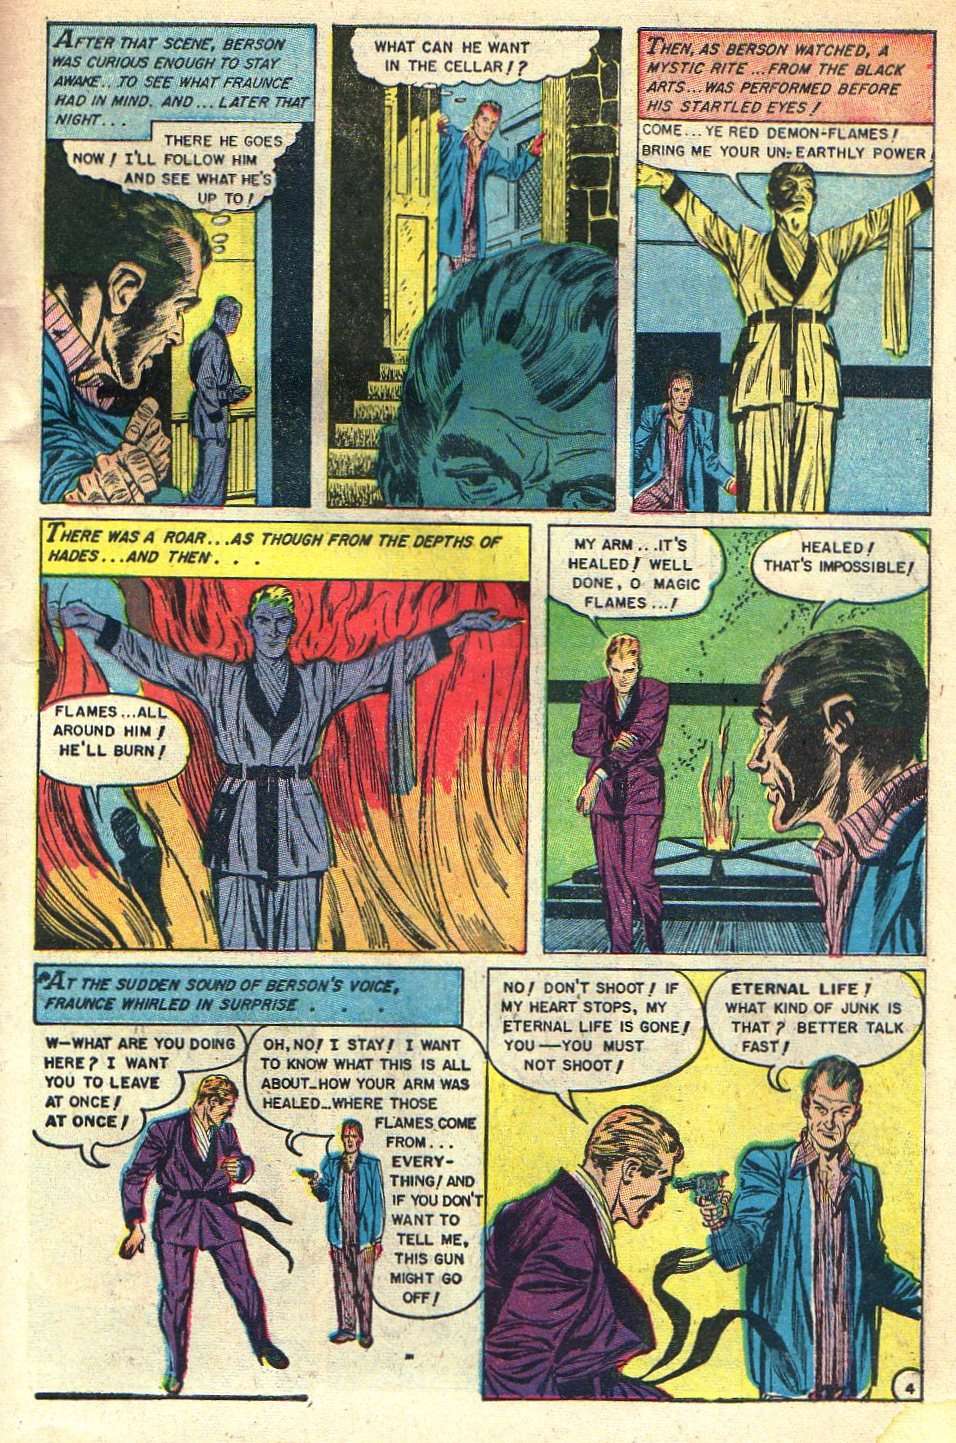 AFTER THAT SCENE, BERSON
WAS CURIOUS ENOUGH TO STAY
AWAKE... TO SEE WHAT FRAUNCE
HAD IN MIND. AND...LATER THAT
NIGHT...
THERE HE GOES
NOW! I'LL FOLLOW HIM
AND SEE WHAT HE'S
UP TO!
WHAT CAN HE WANT
IN THE CELLAR!?
THEN, AS BERSON WATCHED, A
MYSTIC RITE...FROM THE BLACK
ARTS...WAS PERFORMED BEFORE
HIS STARTLED EYES!
COME...YE RED DEMON-FLAMES!
BRING ME YOUR UN-EARTHLY POWER!
THERE WAS A ROAR...AS THOUGH FROM THE DEPTHS OF
HADES...AND THEN . . .
FLAMES...ALL
AROUND HIM!
HE'LL BURN!
MY ARM...IT'S
HEALED! WELL
DONE, O MAGIC
FLAMES...!
HEALED!
THAT'S IMPOSSIBLE!
AT THE SUDDEN SOUND OF BERSON'S VOICE,
FRAUNCE WHIRLED IN SURPRISE . . . .
W-WHAT ARE YOU DOING
HERE? I WANT
YOU TO LEAVE
AT ONCE!
AT ONCE!
OH, NO! I STAY! I WANT
TO KNOW WHAT THIS IS ALL
ABOUT...HOW YOUR ARM WAS
HEALED...WHERE THOSE
FLAMES COME
FROM...
EVERY-
THING! AND
IF YOU DON'T
WANT TO
TELL ME,
THIS GUN
MIGHT GO
OFF!
NO! DON'T SHOOT! IF
MY HEART STOPS, MY
ETERNAL LIFE IS GONE!
YOU—YOU MUST
NOT SHOOT!
ETERNAL LIFE!
WHAT KIND OF JUNK IS
THAT? BETTER TALK
FAST!
4